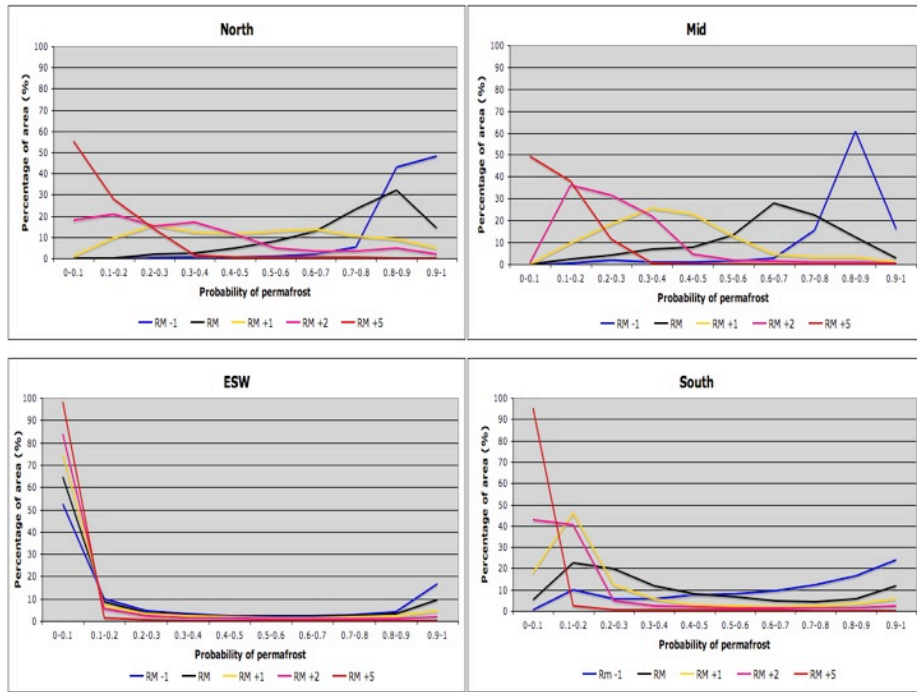 North
Percentage of area (%)
100
90
80
70
60
50
40
30
20
10
0
0-0.1 0.1-0.2 0.2-0.3 0.3-0.4 0.4-0.5 0.5-0.6 0.6-0.7 0.7-0.8 0.8-0.9 0.9-1
Probability of permafrost
RM -1 RM RM +1 RM +2 RM +5
Mid
Percentage of area (%)
100
90
80
70
60
50
40
30
20
10
0
0-0.1 0.1-0.2 0.2-0.3 0.3-0.4 0.4-0.5 0.5-0.6 0.6-0.7 0.7-0.8 0.8-0.9 0.9-1
Probability of permafrost
RM -1 RM RM +1 RM +2 RM +5
ESW
Percentage of area (%)
100
90
80
70
60
50
40
30
20
10
0
0-0.1 0.1-0.2 0.2-0.3 0.3-0.4 0.4-0.5 0.5-0.6 0.6-0.7 0.7-0.8 0.8-0.9 0.9-1
Probability of permafrost
RM -1 RM RM +1 RM +2 RM +5
South
Percentage of area (%)
100
90
80
70
60
50
40
30
20
10
0
0-0.1 0.1-0.2 0.2-0.3 0.3-0.4 0.4-0.5 0.5-0.6 0.6-0.7 0.7-0.8 0.8-0.9 0.9-1
Probability of permafrost
Rm -1 RM RM +1 RM +2 RM +5